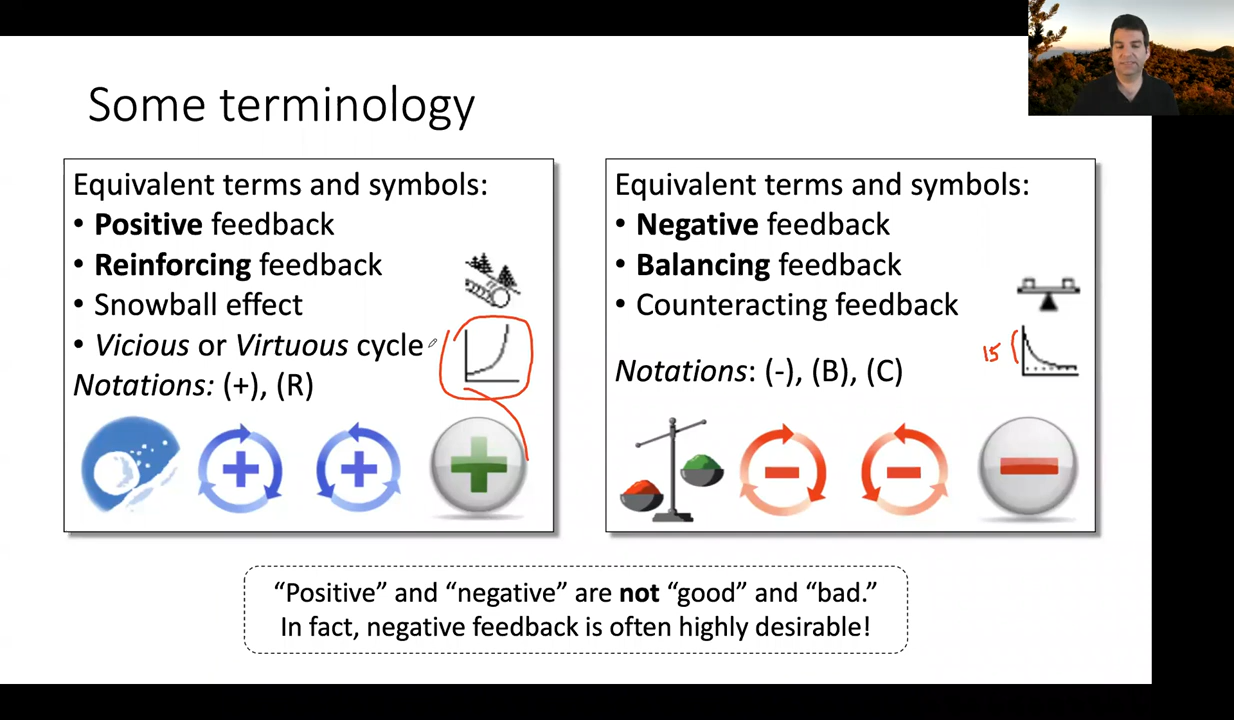 Some terminology
Equivalent terms and symbols:
• Positive feedback
• Reinforcing feedback
• Snowball effect
• Vicious or Virtuous cycle
Notations: (+), (R)
Equivalent terms and symbols:
• Negative feedback
• Balancing feedback
• Counteracting feedback
15
Notations: (-), (B), (C)
“Positive” and “negative” are not “good” and “bad.”
In fact, negative feedback is often highly desirable!